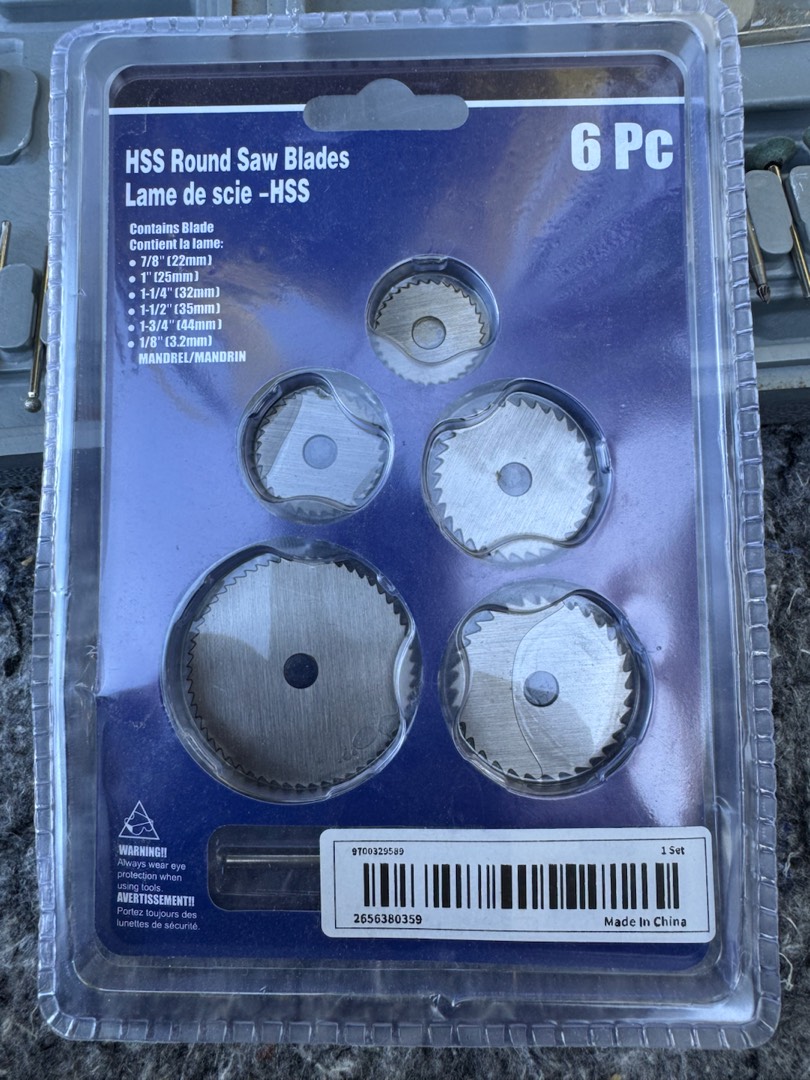 6 Pc
HSS Round Saw Blades
Lame de scie -HSS
Contains Blade
Contient la lame:
• 7/8" (22mm)
• 1" (25mm)
• 1-1/4" (32mm)
• 1-1/2" (35mm)
• 1-3/4" (44mm)
• 1/8" (3.2mm)
MANDREL/MANDRIN
WARNING!!
Always wear eye
protection when
using tools.
AVERTISSEMENT!!
Portez toujours des
lunettes de sécurité.
9700329589
1 Set
2656380359
Made In China